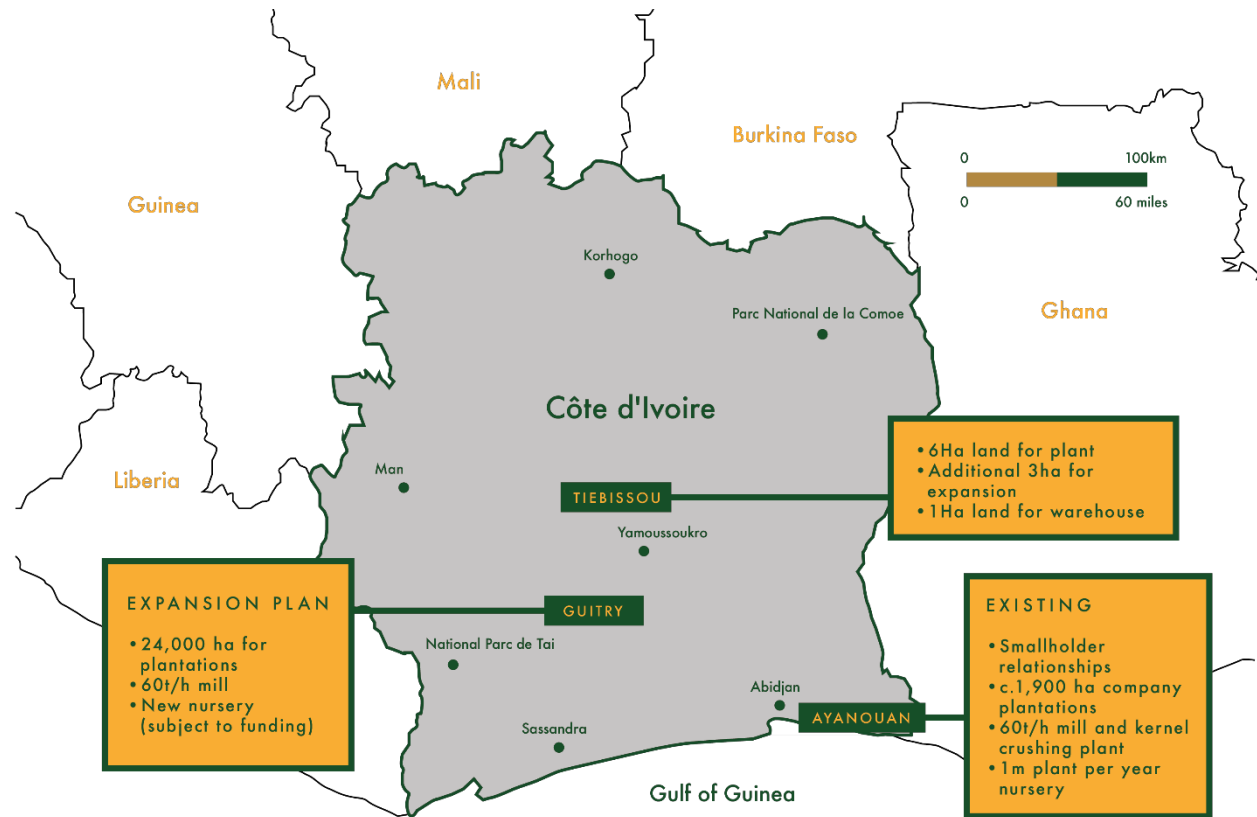 Mali
Burkina Faso
0 100km
0 60 miles
Guinea
Korhogo
Parc National de la Comoe
Ghana
Côte d'Ivoire
Liberia
Man
TIEBISSOU
• 6Ha land for plant
• Additional 3ha for
expansion
• 1Ha land for warehouse
Yamoussoukro
EXPANSION PLAN
• 24,000 ha for
plantations
• 60t/h mill
• New nursery
(subject to funding)
GUITRY
EXISTING
• Smallholder
relationships
• c.1,900 ha company
plantations
• 60t/h mill and kernel
crushing plant
• 1m plant per year
nursery
National Parc de Tai
Abidjan
AYANOUAN
Sassandra
Gulf of Guinea